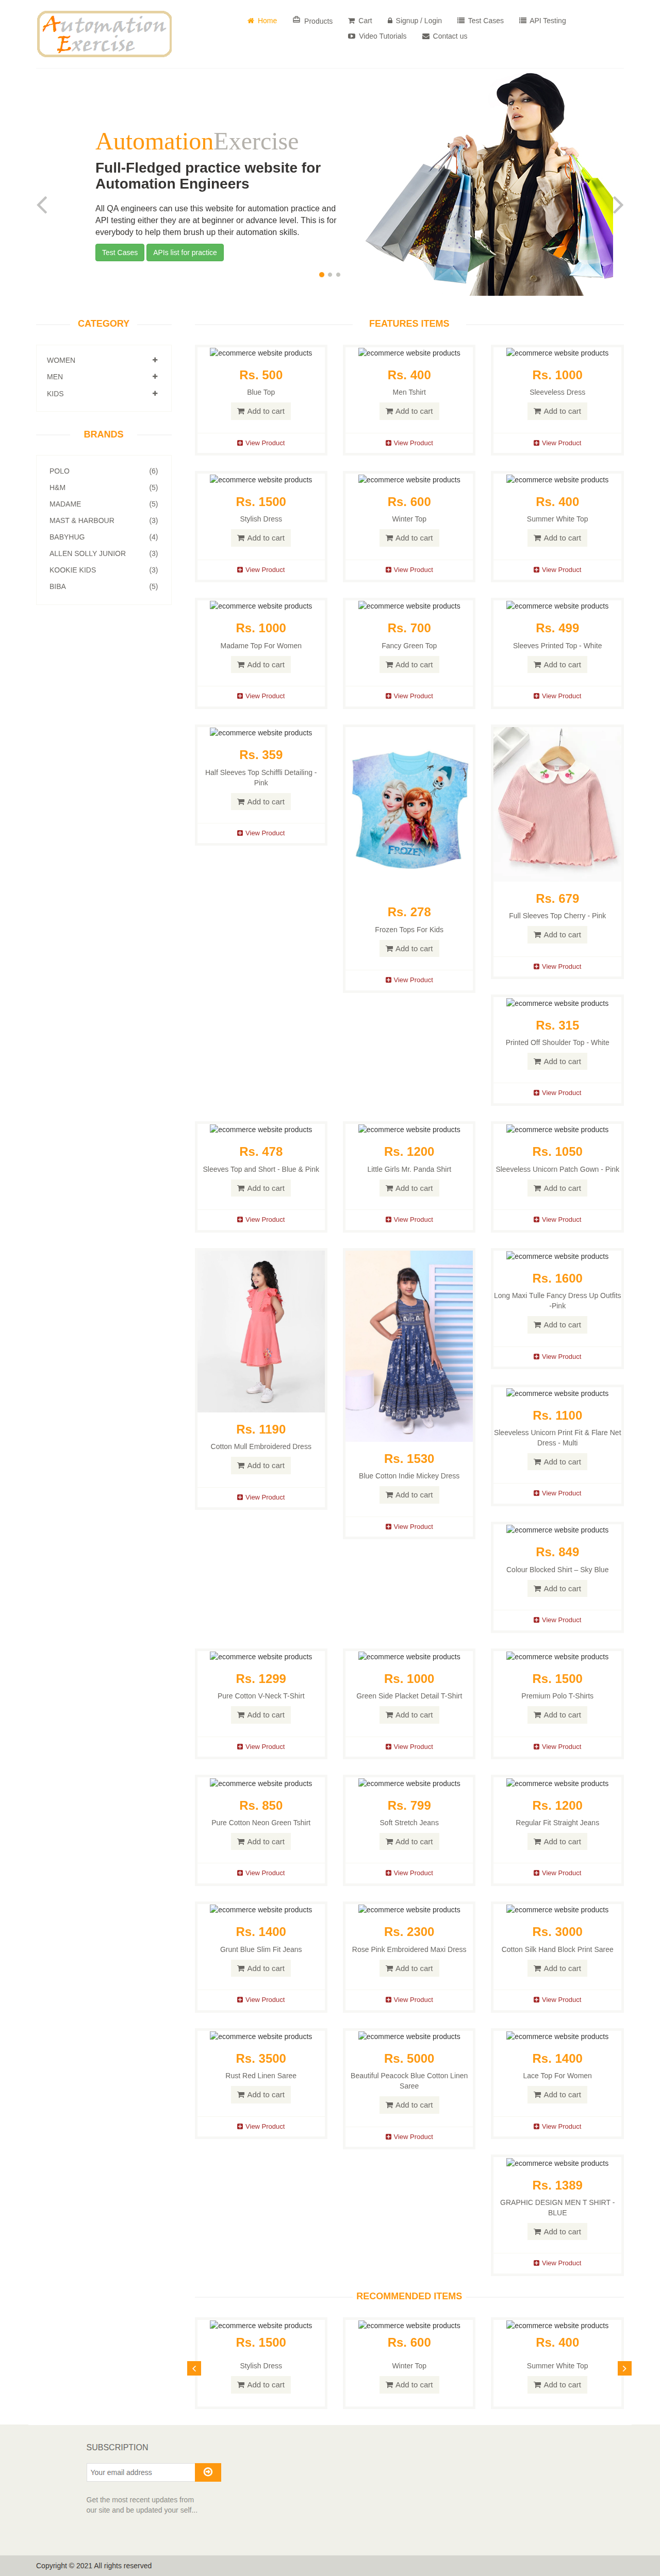 Automation
Exercise
Home
Products
Cart
Signup / Login
Test Cases
API Testing
Video Tutorials
Contact us
AutomationExercise
Full-Fledged practice website for
Automation Engineers
All QA engineers can use this website for automation practice and
API testing either they are at beginner or advance level. This is for
everybody to help them brush up their automation skills.
Test Cases
APIs list for practice
CATEGORY
WOMEN
MEN
KIDS
BRANDS
POLO (6)
H&M (5)
MADAME (5)
MAST & HARBOUR (3)
BABYHUG (4)
ALLEN SOLLY JUNIOR (3)
KOOKIE KIDS (3)
BIBA (5)
FEATURES ITEMS
ecommerce website products
Rs. 500
Blue Top
Add to cart
View Product
ecommerce website products
Rs. 400
Men Tshirt
Add to cart
View Product
ecommerce website products
Rs. 1000
Sleeveless Dress
Add to cart
View Product
ecommerce website products
Rs. 1500
Stylish Dress
Add to cart
View Product
ecommerce website products
Rs. 600
Winter Top
Add to cart
View Product
ecommerce website products
Rs. 400
Summer White Top
Add to cart
View Product
ecommerce website products
Rs. 1000
Madame Top For Women
Add to cart
View Product
ecommerce website products
Rs. 700
Fancy Green Top
Add to cart
View Product
ecommerce website products
Rs. 499
Sleeves Printed Top - White
Add to cart
View Product
ecommerce website products
Rs. 359
Half Sleeves Top Schiffli Detailing -
Pink
Add to cart
View Product
FROZEN
Rs. 278
Frozen Tops For Kids
Add to cart
View Product
Rs. 679
Full Sleeves Top Cherry - Pink
Add to cart
View Product
ecommerce website products
Rs. 315
Printed Off Shoulder Top - White
Add to cart
View Product
ecommerce website products
Rs. 478
Sleeves Top and Short - Blue & Pink
Add to cart
View Product
ecommerce website products
Rs. 1200
Little Girls Mr. Panda Shirt
Add to cart
View Product
ecommerce website products
Rs. 1050
Sleeveless Unicorn Patch Gown - Pink
Add to cart
View Product
Rs. 1190
Cotton Mull Embroidered Dress
Add to cart
View Product
Rs. 1530
Blue Cotton Indie Mickey Dress
Add to cart
View Product
ecommerce website products
Rs. 1600
Long Maxi Tulle Fancy Dress Up Outfits
-Pink
Add to cart
View Product
ecommerce website products
Rs. 1100
Sleeveless Unicorn Print Fit & Flare Net
Dress - Multi
Add to cart
View Product
ecommerce website products
Rs. 849
Colour Blocked Shirt – Sky Blue
Add to cart
View Product
ecommerce website products
Rs. 1299
Pure Cotton V-Neck T-Shirt
Add to cart
View Product
ecommerce website products
Rs. 1000
Green Side Placket Detail T-Shirt
Add to cart
View Product
ecommerce website products
Rs. 1500
Premium Polo T-Shirts
Add to cart
View Product
ecommerce website products
Rs. 850
Pure Cotton Neon Green Tshirt
Add to cart
View Product
ecommerce website products
Rs. 799
Soft Stretch Jeans
Add to cart
View Product
ecommerce website products
Rs. 1200
Regular Fit Straight Jeans
Add to cart
View Product
ecommerce website products
Rs. 1400
Grunt Blue Slim Fit Jeans
Add to cart
View Product
ecommerce website products
Rs. 2300
Rose Pink Embroidered Maxi Dress
Add to cart
View Product
ecommerce website products
Rs. 3000
Cotton Silk Hand Block Print Saree
Add to cart
View Product
ecommerce website products
Rs. 3500
Rust Red Linen Saree
Add to cart
View Product
ecommerce website products
Rs. 5000
Beautiful Peacock Blue Cotton Linen
Saree
Add to cart
View Product
ecommerce website products
Rs. 1400
Lace Top For Women
Add to cart
View Product
ecommerce website products
Rs. 1389
GRAPHIC DESIGN MEN T SHIRT -
BLUE
Add to cart
View Product
RECOMMENDED ITEMS
ecommerce website products
Rs. 1500
Stylish Dress
Add to cart
ecommerce website products
Rs. 600
Winter Top
Add to cart
ecommerce website products
Rs. 400
Summer White Top
Add to cart
SUBSCRIPTION
Your email address
Get the most recent updates from
our site and be updated your self...
Copyright © 2021 All rights reserved